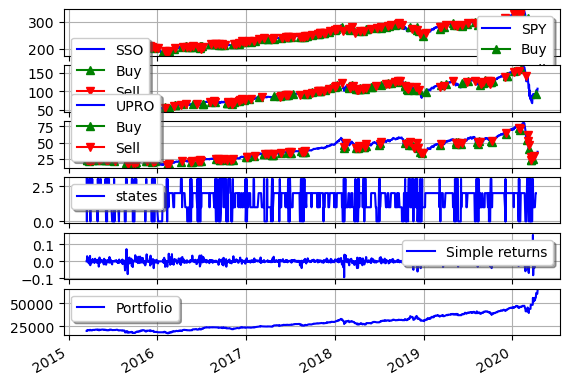 300
200
SPY
Buy
150
100
50
SSO
Buy
Sell
75
50
25
UPRO
Buy
Sell
2.5
0.0
states
0.1
0.0
−0.1
Simple returns
50000
25000
Portfolio
2015
2016
2017
2018
2019
2020